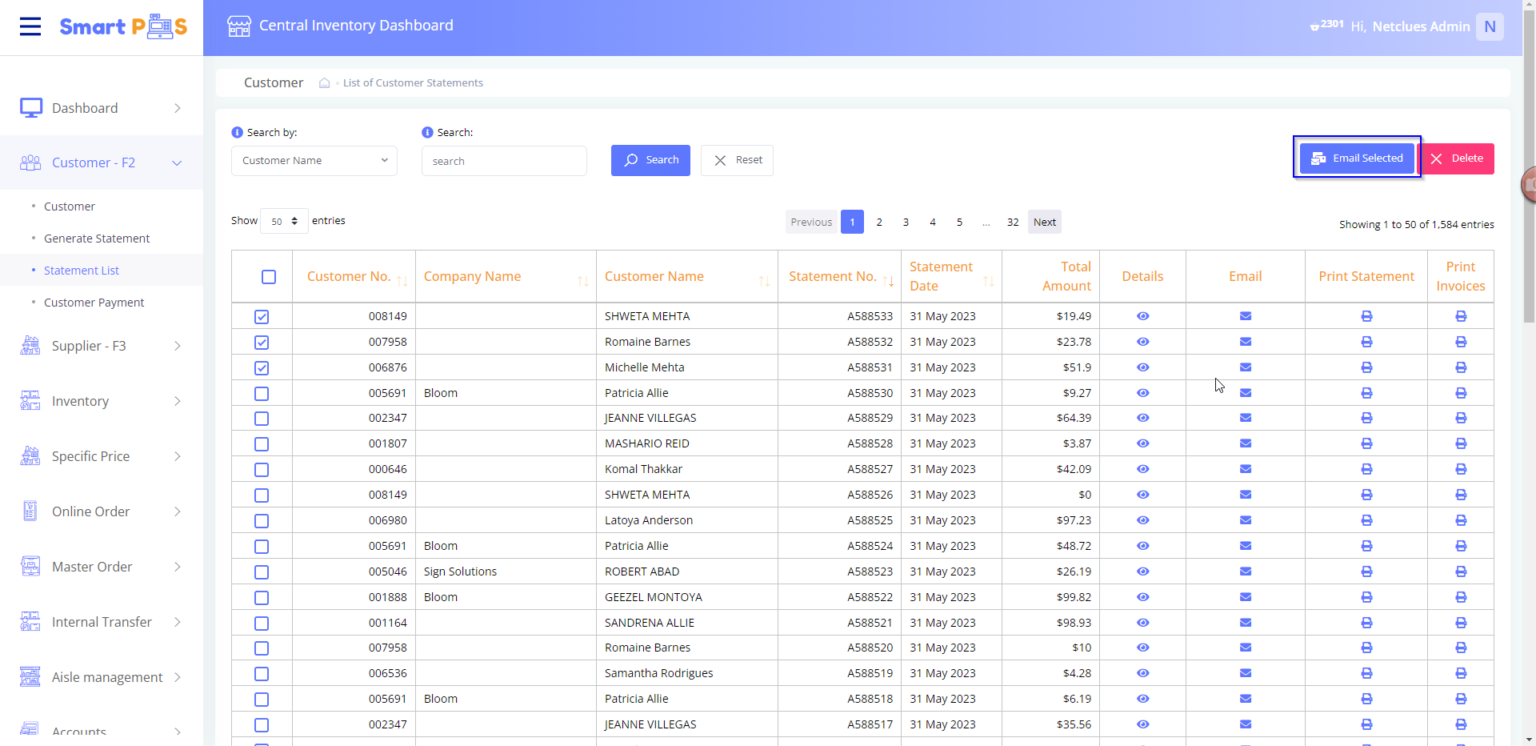 Smart POS
Central Inventory Dashboard
2301 Hi, Netclues Admin N
Customer - List of Customer Statements
Dashboard
Customer - F2
Customer
Generate Statement
Statement List
Customer Payment
Supplier - F3
Inventory
Specific Price
Online Order
Master Order
Internal Transfer
Aisle management
Accounts
Search by: Search:
Customer Name search Search Reset Email Selected Delete
Show 50 entries Previous 1 2 3 4 5 ... 32 Next Showing 1 to 50 of 1,584 entries
Customer No. Company Name Customer Name Statement No. Statement Date Total Amount Details Email Print Statement Print Invoices
008149 SHWETA MEHTA A588533 31 May 2023 $19.49
007958 Romaine Barnes A588532 31 May 2023 $23.78
006876 Michelle Mehta A588531 31 May 2023 $51.9
005691 Bloom Patricia Allie A588530 31 May 2023 $9.27
002347 JEANNE VILLEGAS A588529 31 May 2023 $64.39
001807 MASHARIO REID A588528 31 May 2023 $3.87
000646 Komal Thakkar A588527 31 May 2023 $42.09
008149 SHWETA MEHTA A588526 31 May 2023 $0
006980 Latoya Anderson A588525 31 May 2023 $97.23
005691 Bloom Patricia Allie A588524 31 May 2023 $48.72
005046 Sign Solutions ROBERT ABAD A588523 31 May 2023 $26.19
001888 Bloom GEEZEL MONTOYA A588522 31 May 2023 $99.82
001164 SANDRENA ALLIE A588521 31 May 2023 $98.93
007958 Romaine Barnes A588520 31 May 2023 $10
006536 Samantha Rodrigues A588519 31 May 2023 $4.28
005691 Bloom Patricia Allie A588518 31 May 2023 $6.19
002347 JEANNE VILLEGAS A588517 31 May 2023 $35.56